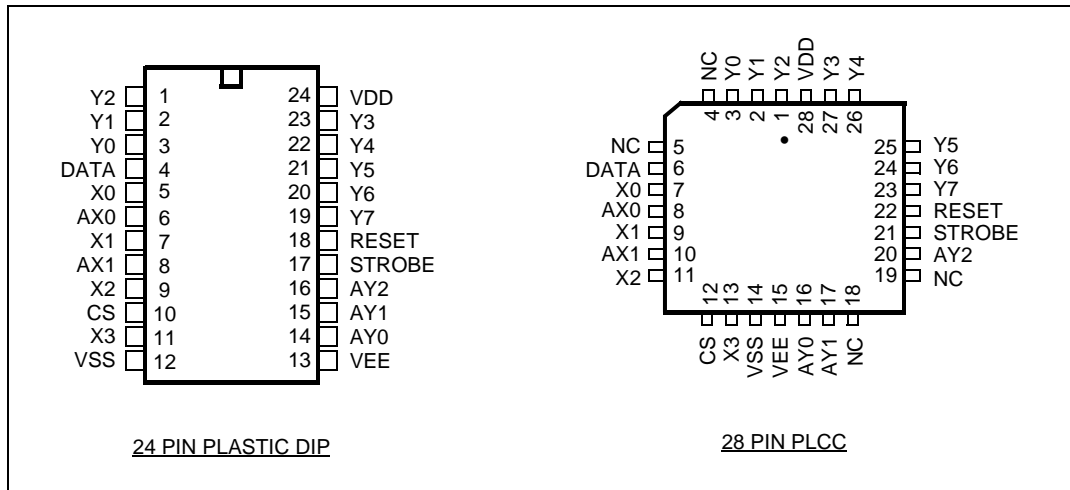 Y2 1 24 VDD
Y1 2 23 Y3
Y0 3 22 Y4
DATA 4 21 Y5
X0 5 20 Y6
AX0 6 19 Y7
X1 7 18 RESET
AX1 8 17 STROBE
X2 9 16 AY2
CS 10 15 AY1
X3 11 14 AY0
VSS 12 13 VEE
24 PIN PLASTIC DIP
NC Y0 Y1 Y2 VDD Y3 Y4
4 3 2 1 28 27 26
NC 5 25 Y5
DATA 6 24 Y6
X0 7 23 Y7
AX0 8 22 RESET
X1 9 21 STROBE
AX1 10 20 AY2
X2 11 19 NC
12 13 14 15 16 17 18
CS X3 VSS VEE AY0 AY1 NC
28 PIN PLCC